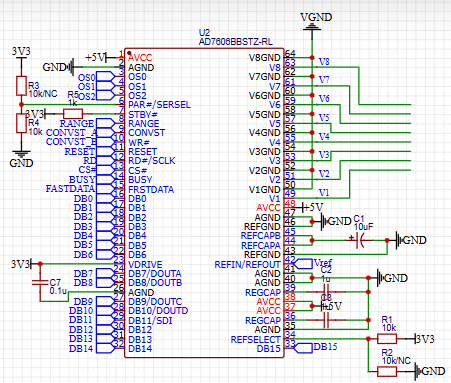 VGND
U2
AD7606BBSTZ-RL
+5V
GND
3V3
R3
10k/NC
R5
1k
3V3
R4
10k
GND
OS0
OS1
OS2
RANGE
CONVST_A
CONVST_B
RESET
RD
CS#
BUSY
FASTDATA
DB0
DB1
DB2
DB3
DB4
DB5
DB6
3V3
DB7
DB8
C7
0.1u
DB9
DB10
DB11
DB12
DB13
DB14
1 AVCC
2 AGND
3 OS0
4 OS1
5 OS2
6 PAR#/SERSEL
7 STBY#
8 RANGE
9 CONVST
10 WR#
11 RESET
12 RD#/SCLK
13 CS#
14 BUSY
15 FRSTDATA
16 DB0
17 DB1
18 DB2
19 DB3
20 DB4
21 DB5
22 DB6
23 VDRIVE
24 DB7/DOUTA
25 DB8/DOUTB
26 AGND
27 DB9/DOUTC
28 DB10/DOUTD
29 DB11/SDI
30 DB12
31 DB13
32 DB14
V8GND 64
V8 63
V7GND 62
V7 61
V6GND 60
V6 59
V5GND 58
V5 57
V4GND 56
V4 55
V3GND 54
V3 53
V2GND 52
V2 51
V1GND 50
V1 49
AVCC 48
AGND 47
REFGND 46
REFCAPB 45
REFCAPA 44
REFGND 43
REFIN/REFOUT 42
AGND 41
AGND 40
REGCAP 39
AVCC 38
AVCC 37
REGCAP 36
AGND 35
REFSELECT 34
DB15 33
V8
V7
V6
V5
V4
V3
V2
V1
+5V
GND
C1
10uF
GND
Vref
C2
1u
GND
+5V
R1
10k
3V3
DB15
R2
10k/NC
GND